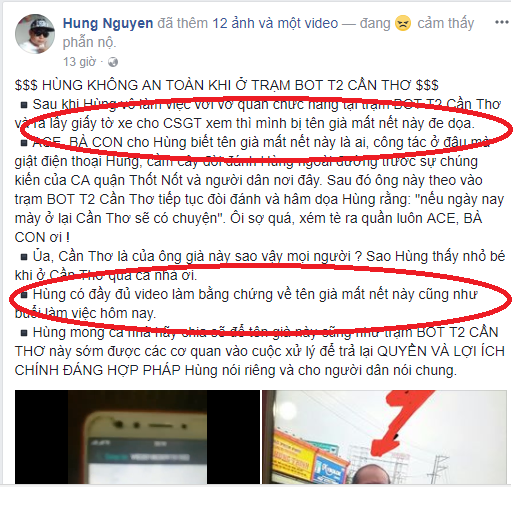 Hung Nguyen đã thêm 12 ảnh và một video — đang cảm thấy
phẫn nộ.
13 giờ ·
$$$ HÙNG KHÔNG AN TOÀN KHI Ở TRẠM BOT T2 CẦN THƠ $$$
▪ Sau khi Hùng vô làm việc với vơ quan chức năng tại trạm BOT T2 Cần Thơ
và ra lấy giấy tờ xe cho CSGT xem thì mình bị tên già mất nết này đe dọa.
▪ ACE, BÀ CON cho Hùng biết tên già mất nết này là ai, công tác ở đâu mà
giật điện thoại Hùng, cầm cây đòi đánh Hùng ngoài đường trước sự chúng
kiến của CA quận Thốt Nốt và người dân nơi đây. Sau đó ông này theo vào
trạm BOT T2 Cần Thơ tiếp tục đòi đánh và hâm dọa Hùng rằng: "nếu ngày nay
mày ở lại Cần Thơ sẽ có chuyện". Ôi sợ quá, xém tè ra quần luôn ACE, BÀ
CON ơi !
▪ Ủa, Cần Thơ là của ông già này sao vậy mọi người ? Sao Hùng thấy nhỏ bé
khi ở Cần Thơ quá cả nhà ơi.
▪ Hùng có đầy đủ video làm bằng chứng về tên già mất nết này cũng như
buổi làm việc hôm nay.
▪ Hùng mong cả nhà hãy chia sẽ để tên già này cũng như trạm BOT T2 CẦN
THƠ này sớm được các cơ quan vào cuộc xử lý để trả lại QUYỀN VÀ LỢI ÍCH
CHÍNH ĐÁNG HỢP PHÁP Hùng nói riêng và cho người dân nói chung.